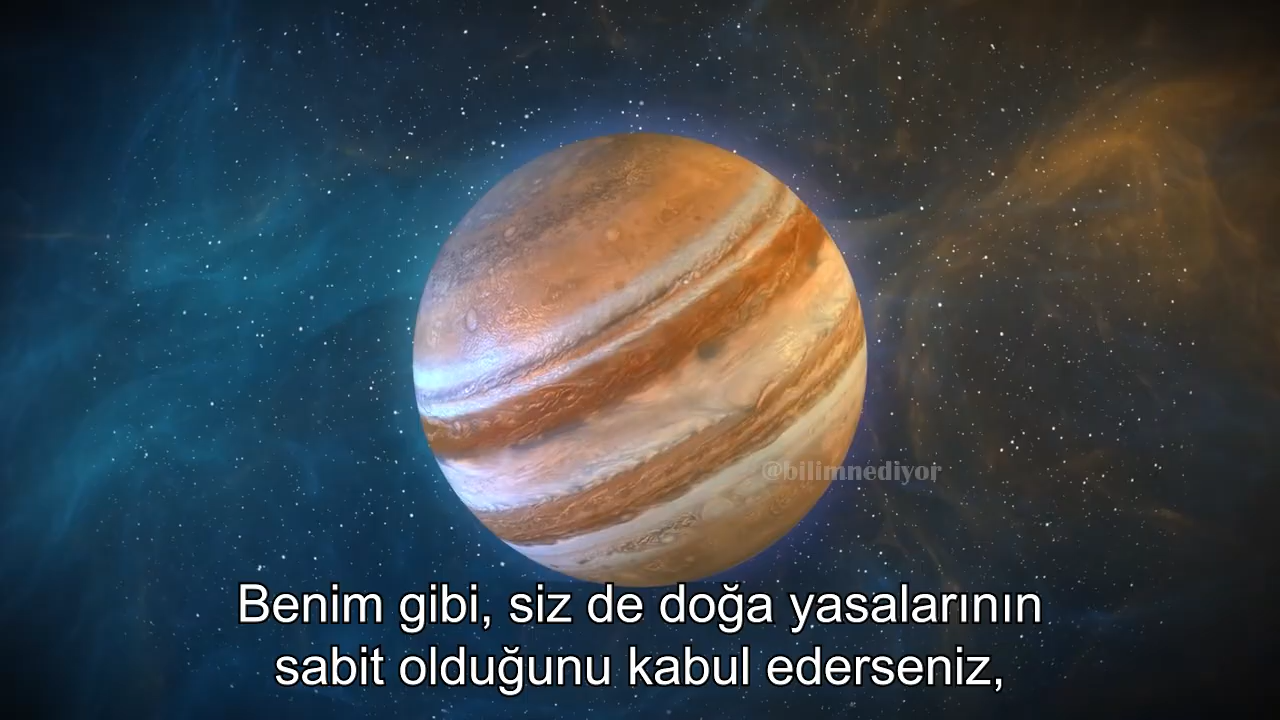 @bilimnediyor
Benim gibi, siz de doğa yasalarının
sabit olduğunu kabul ederseniz,